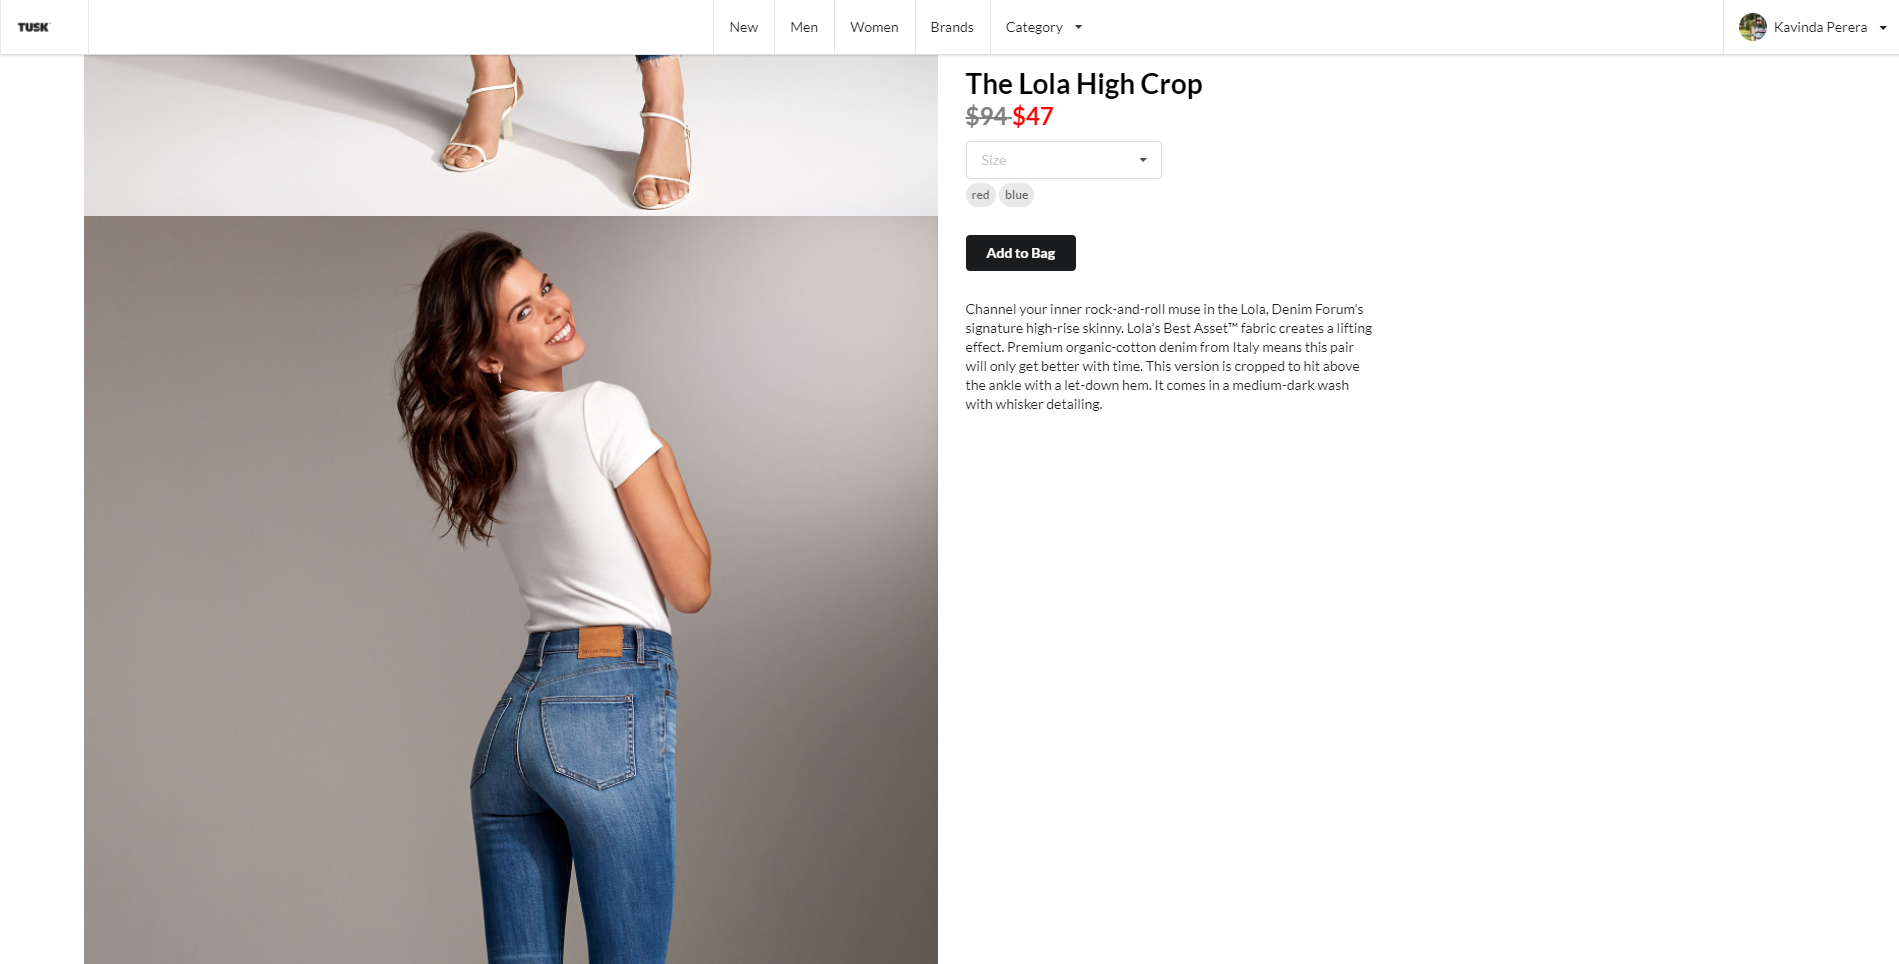 TUSK
New
Men
Women
Brands
Category
Kavinda Perera
The Lola High Crop
$94 $47
Size
red blue
Add to Bag
Channel your inner rock-and-roll muse in the Lola, Denim Forum’s
signature high-rise skinny. Lola’s Best Asset™ fabric creates a lifting
effect. Premium organic-cotton denim from Italy means this pair
will only get better with time. This version is cropped to hit above
the ankle with a let-down hem. It comes in a medium-dark wash
with whisker detailing.